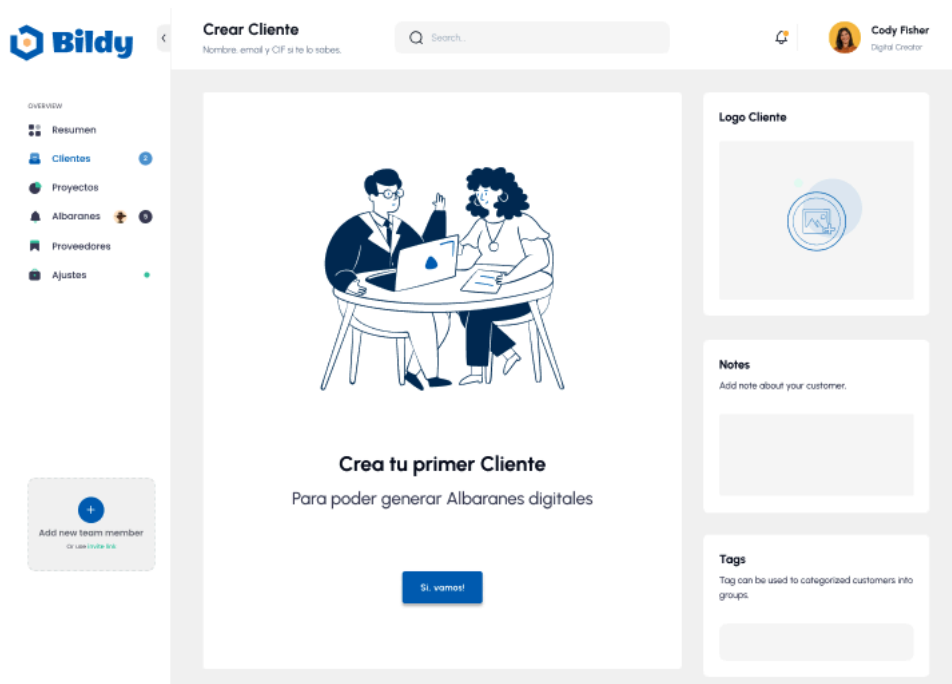 Bildy
Crear Cliente
Nombre, email y CIF si te lo sabes.
Search...
Cody Fisher
Digital Creator
OVERVIEW
Resumen
Clientes 2
Proyectos
Albaranes 5
Proveedores
Ajustes
Add new team member
Or use invite link
Crea tu primer Cliente
Para poder generar Albaranes digitales
Si, vamos!
Logo Cliente
Notes
Add note about your customer.
Tags
Tag can be used to categorized customers into
groups.